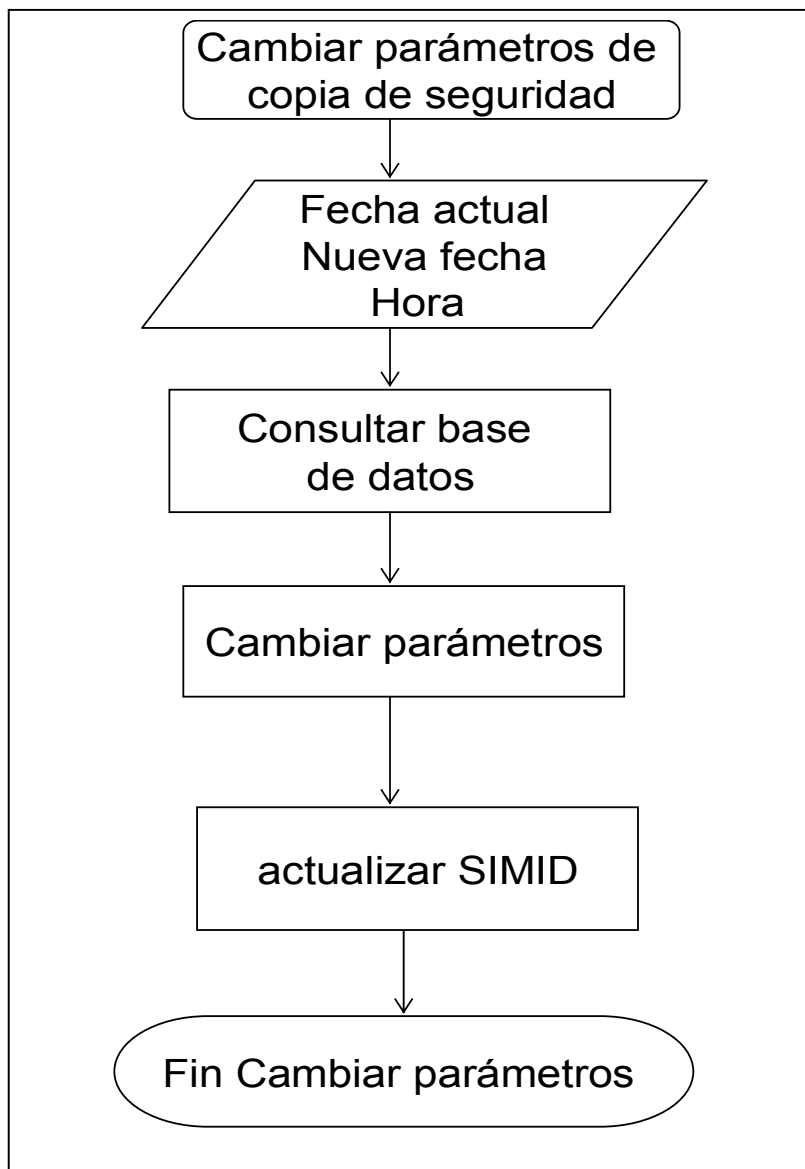 Cambiar parámetros de
copia de seguridad
Fecha actual
Nueva fecha
Hora
Consultar base
de datos
Cambiar parámetros
actualizar SIMID
Fin Cambiar parámetros